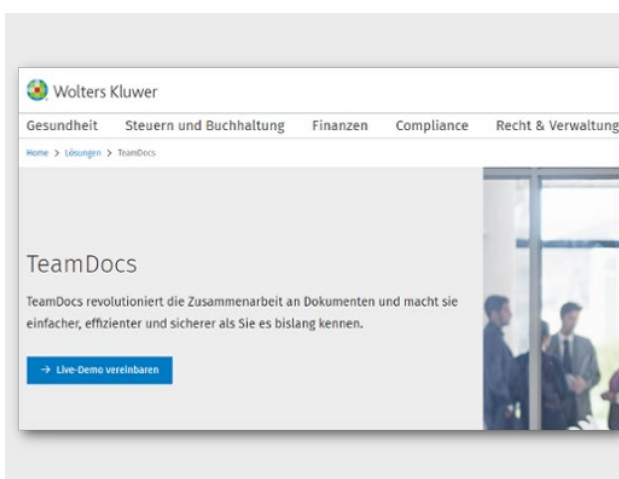 Wolters Kluwer
Gesundheit Steuern und Buchhaltung Finanzen Compliance Recht & Verwaltung
Home > Lösungen > TeamDocs
TeamDocs
TeamDocs revolutioniert die Zusammenarbeit an Dokumenten und macht sie
einfacher, effizienter und sicherer als Sie es bislang kennen.
→ Live-Demo vereinbaren